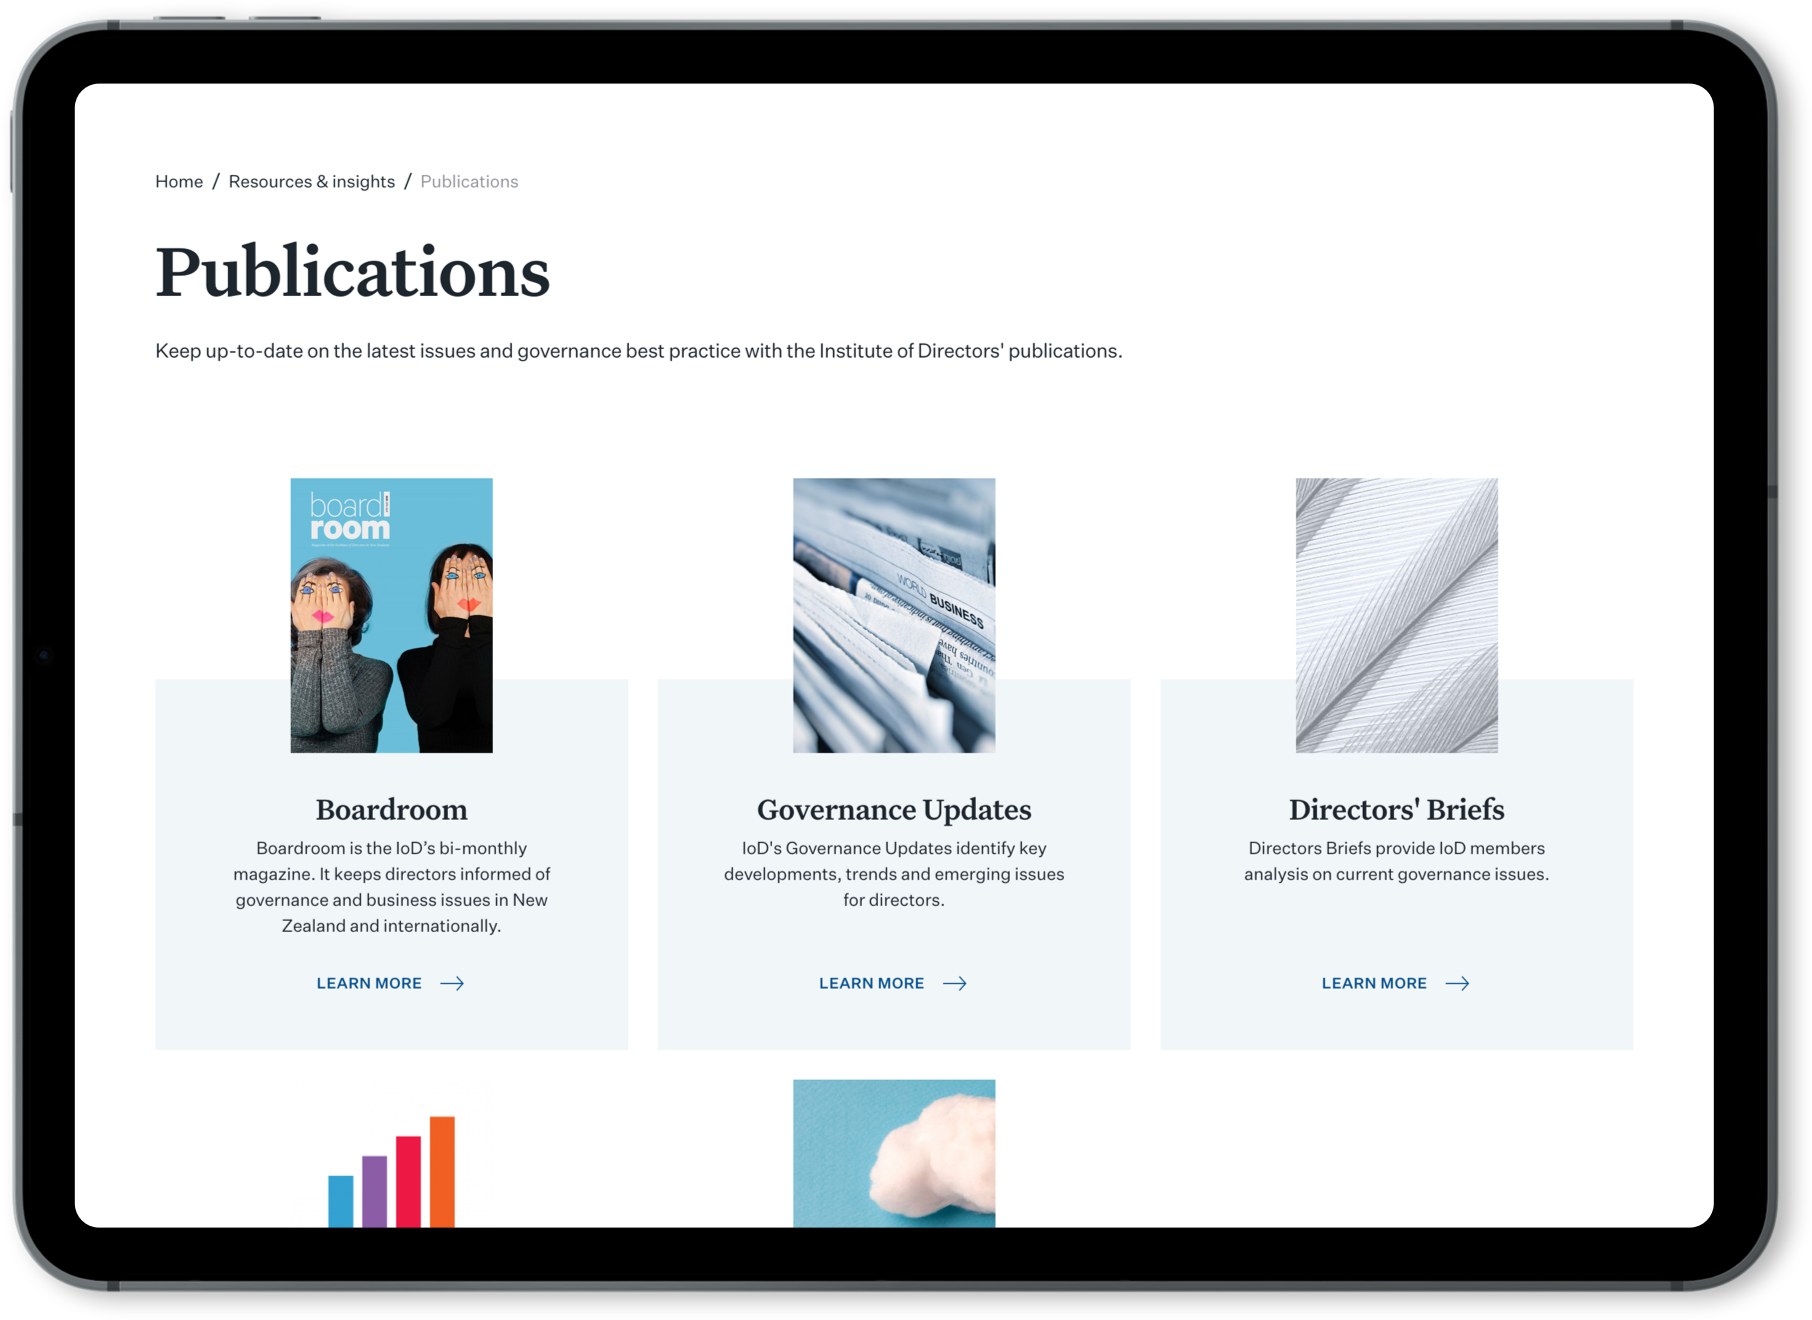 Home / Resources & insights / Publications
Publications
Keep up-to-date on the latest issues and governance best practice with the Institute of Directors' publications.
board
room
WORLD BUSINESS
Boardroom
Boardroom is the IoD’s bi-monthly
magazine. It keeps directors informed of
governance and business issues in New
Zealand and internationally.
LEARN MORE →
Governance Updates
IoD's Governance Updates identify key
developments, trends and emerging issues
for directors.
LEARN MORE →
Directors' Briefs
Directors Briefs provide IoD members
analysis on current governance issues.
LEARN MORE →